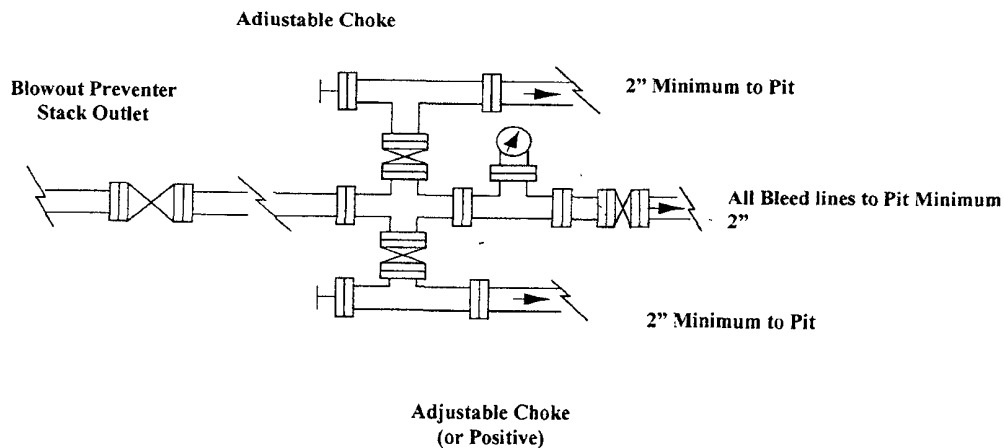 Adiustable Choke
Blowout Preventer
Stack Outlet
2” Minimum to Pit
All Bleed lines to Pit Minimum
2”
2” Minimum to Pit
Adjustable Choke
(or Positive)